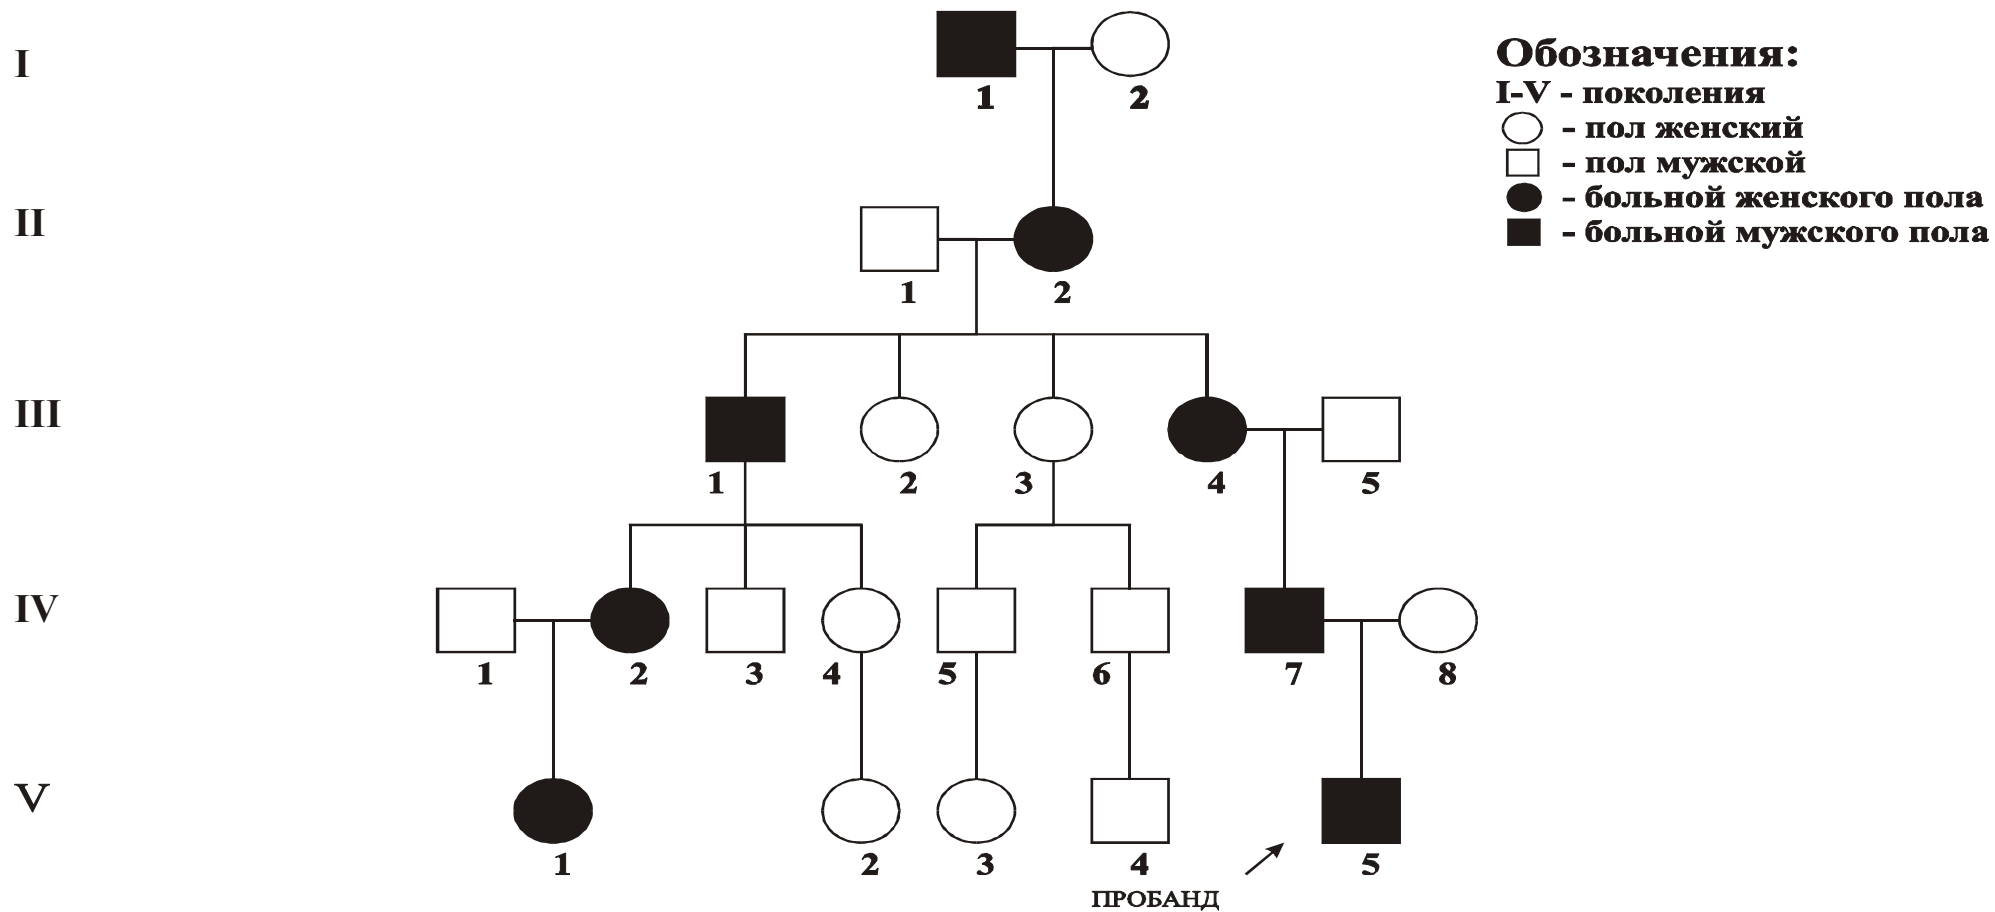 I
1 2
Обозначения:
I-V - поколения
- пол женский
- пол мужской
- больной женского пола
- больной мужского пола
II
1 2
III
1 2 3 4 5
IV
1 2 3 4 5 6 7 8
V
1 2 3 4 5
ПРОБАНД